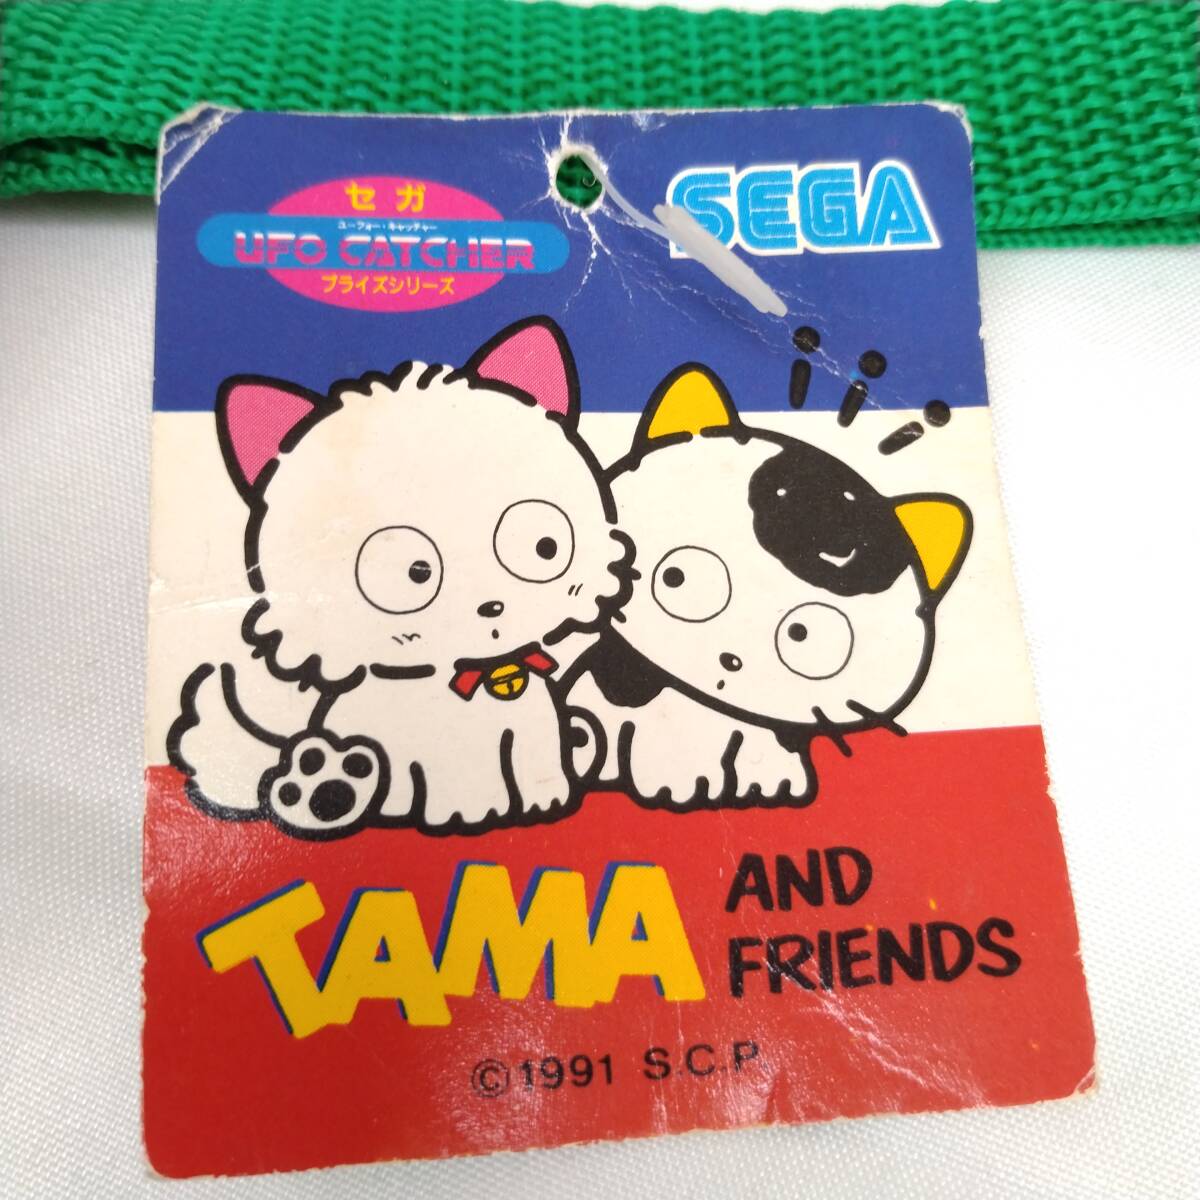 セガ
ユーフォー・キャッチャー
UFO CATCHER
プライズシリーズ
SEGA
TAMA
AND
FRIENDS
©1991 S.C.P.